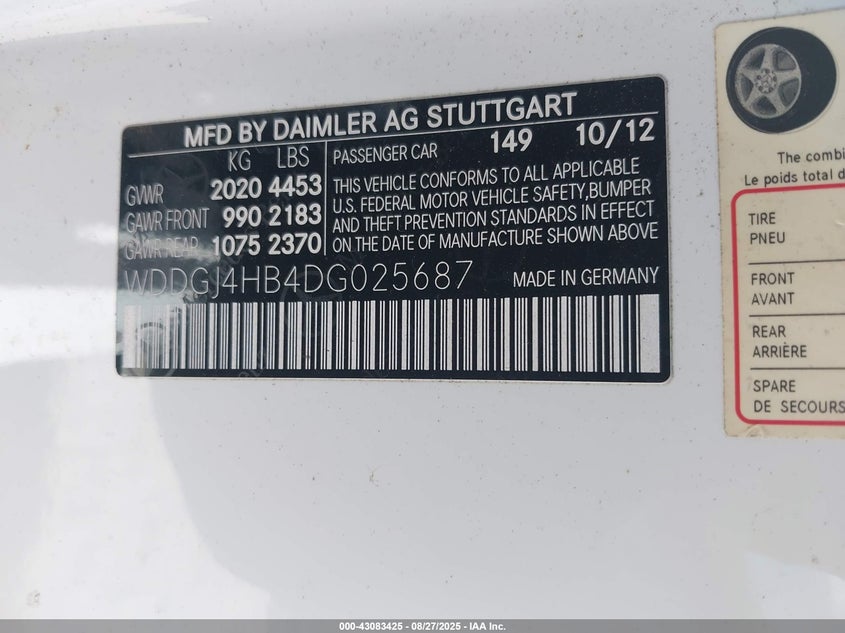 MFD BY DAIMLER AG STUTTGART
KG LBS
GVWR 2020 4453
GAWR FRONT 990 2183
GAWR REAR 1075 2370
PASSENGER CAR 149 10/12
THIS VEHICLE CONFORMS TO ALL APPLICABLE
U.S. FEDERAL MOTOR VEHICLE SAFETY, BUMPER
AND THEFT PREVENTION STANDARDS IN EFFECT
ON THE DATE OF MANUFACTURE SHOWN ABOVE
WDDGJ4HB4DG025687 MADE IN GERMANY
The combi
Le poids total d
TIRE
PNEU
FRONT
AVANT
REAR
ARRIÈRE
SPARE
DE SECOURS
000-43083425 - 08/27/2025 - IAA Inc.